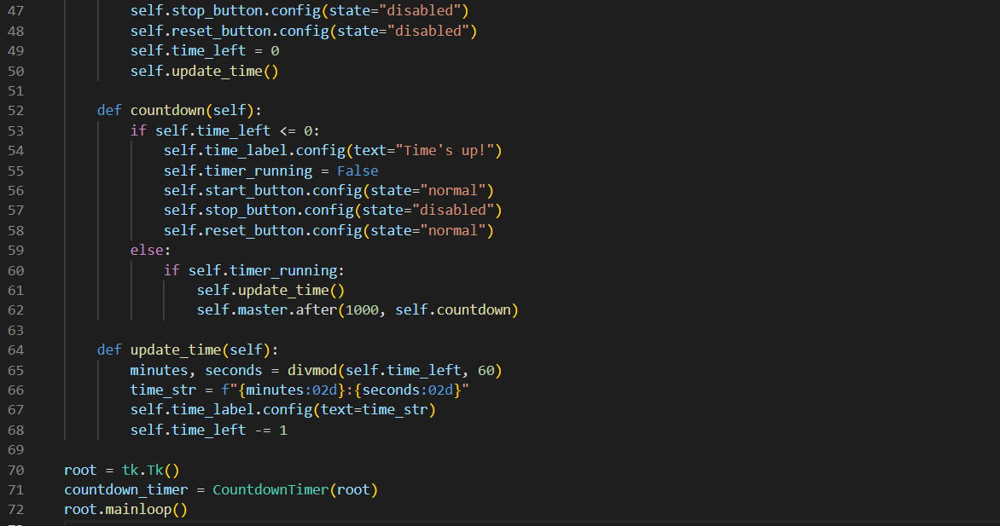 47 self.stop_button.config(state="disabled")
48 self.reset_button.config(state="disabled")
49 self.time_left = 0
50 self.update_time()
51
52 def countdown(self):
53 if self.time_left <= 0:
54 self.time_label.config(text="Time's up!")
55 self.timer_running = False
56 self.start_button.config(state="normal")
57 self.stop_button.config(state="disabled")
58 self.reset_button.config(state="normal")
59 else:
60 if self.timer_running:
61 self.update_time()
62 self.master.after(1000, self.countdown)
63
64 def update_time(self):
65 minutes, seconds = divmod(self.time_left, 60)
66 time_str = f"{minutes:02d}:{seconds:02d}"
67 self.time_label.config(text=time_str)
68 self.time_left -= 1
69
70 root = tk.Tk()
71 countdown_timer = CountdownTimer(root)
72 root.mainloop()